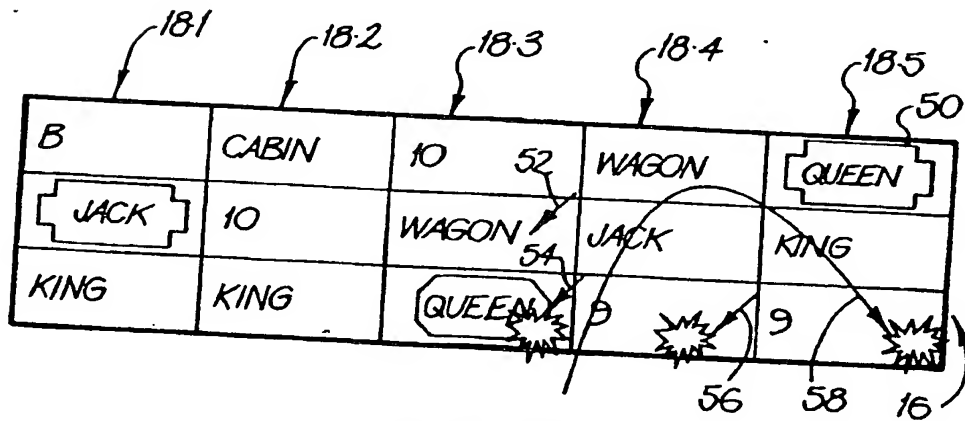 18·1 18·2 18·3 18·4 18·5
50
B CABIN 10 52 WAGON QUEEN
JACK 10 WAGON JACK KING
54
KING KING QUEEN 9 9
56 58 16